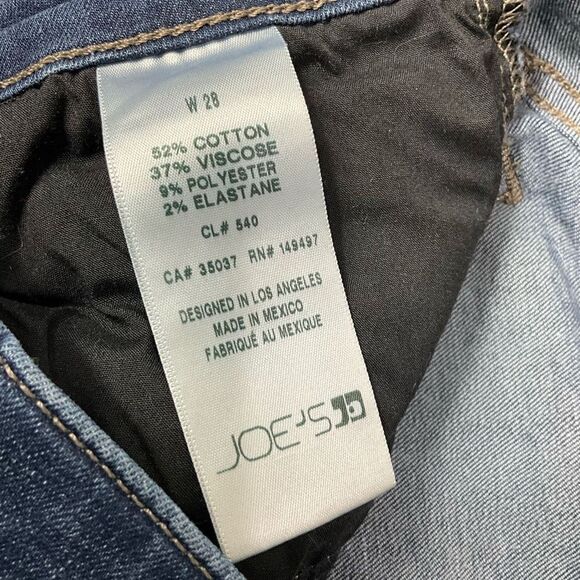 W 28
52% COTTON
37% VISCOSE
9% POLYESTER
2% ELASTANE
CL# 540
CA# 35037 RN# 149497
DESIGNED IN LOS ANGELES
MADE IN MEXICO
FABRIQUÉ AU MEXIQUE
JOE'S